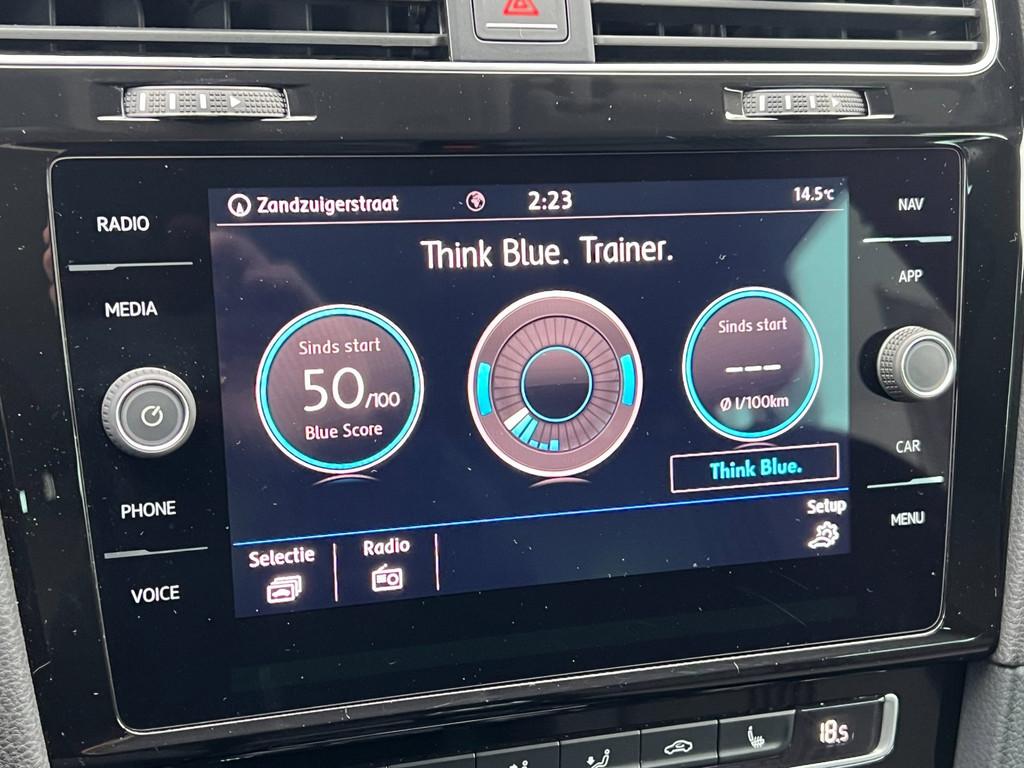 Zandzuigerstraat 2:23 14.5°C
RADIO
NAV
Think Blue. Trainer.
MEDIA
APP
Sinds start
50/100
Blue Score
Sinds start
---
Ø l/100km
Think Blue.
CAR
PHONE
Setup
MENU
Selectie
Radio
VOICE
18.5